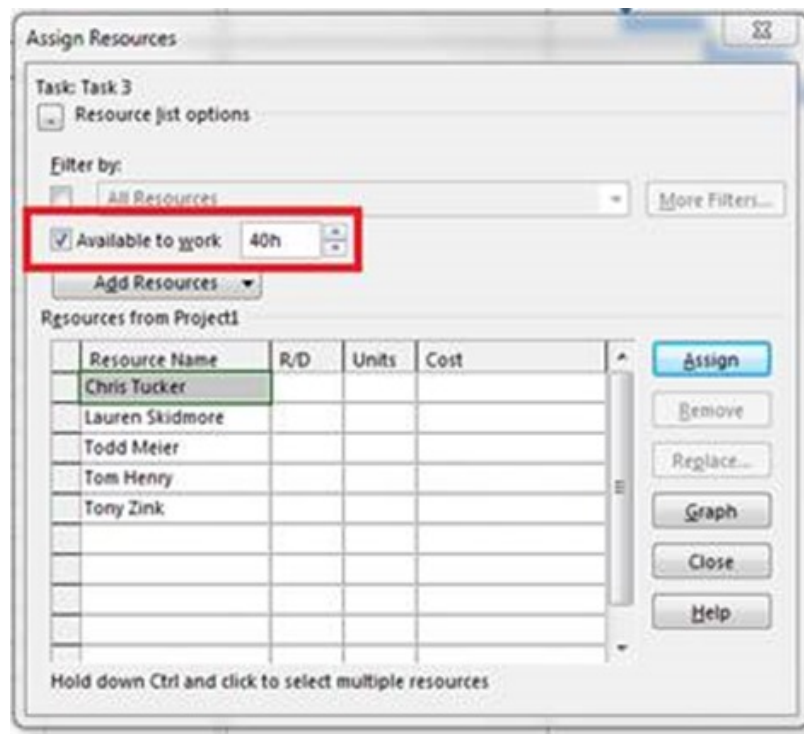 Assign Resources
Task: Task 3
Resource list options
Filter by:
All Resources
More Filters...
Available to work 40h
Add Resources
Resources from Project1
Resource Name R/D Units Cost
Chris Tucker
Lauren Skidmore
Todd Meier
Tom Henry
Tony Zink
Assign
Remove
Replace...
Graph
Close
Help
Hold down Ctrl and click to select multiple resources